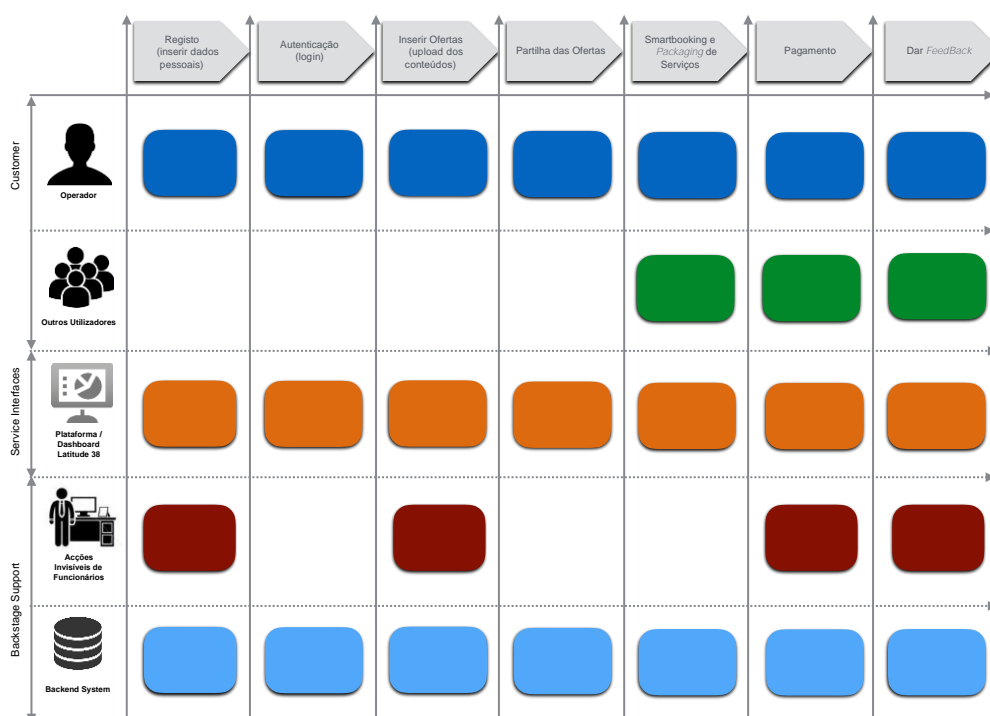 Registo
(inserir dados
pessoais)
Autenticação
(login)
Inserir Ofertas
(upload dos
conteúdos)
Partilha das Ofertas
Smartbooking e
Packaging de
Serviços
Pagamento
Dar FeedBack
Customer
Operador
Outros Utilizadores
Service Interfaces
Plataforma /
Dashboard
Latitude 38
Backstage Support
Acções
Invisíveis de
Funcionários
Backend System